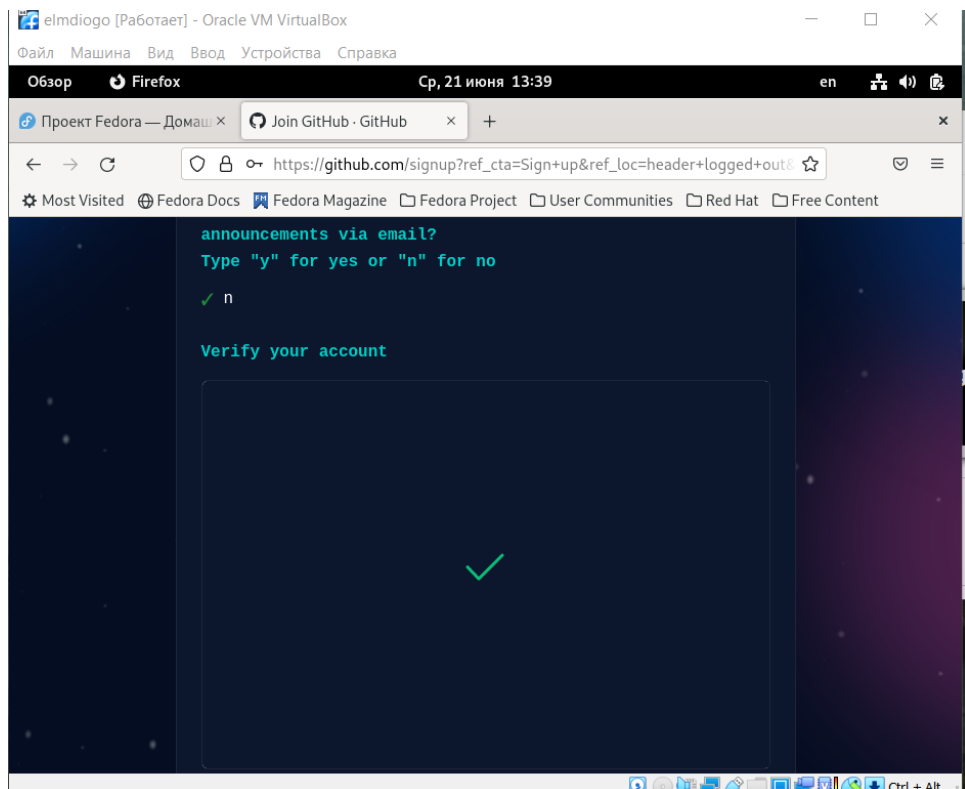 elmdiogo [Работает] - Oracle VM VirtualBox
Файл Машина Вид Ввод Устройства Справка
Обзор Firefox Ср, 21 июня 13:39 en
Проект Fedora — Домаш × Join GitHub · GitHub × + ×
https://github.com/signup?ref_cta=Sign+up&ref_loc=header+logged+out&
Most Visited Fedora Docs Fedora Magazine Fedora Project User Communities Red Hat Free Content
announcements via email?
Type "y" for yes or "n" for no
✓ n
Verify your account
Ctrl + Alt